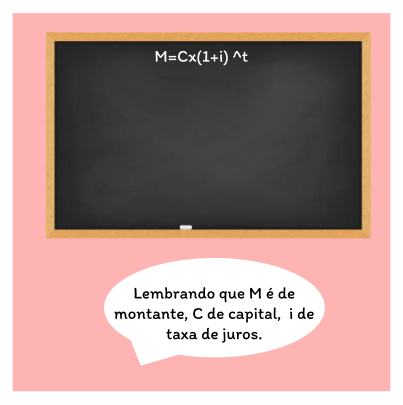 M=Cx(1+i) ^t
Lembrando que M é de
montante, C de capital,  i de
taxa de juros.